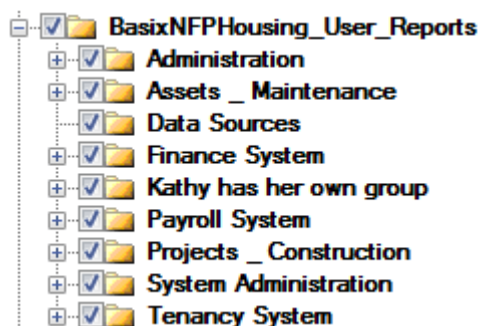 BasixNFPHousing_User_Reports
Administration
Assets _ Maintenance
Data Sources
Finance System
Kathy has her own group
Payroll System
Projects _ Construction
System Administration
Tenancy System